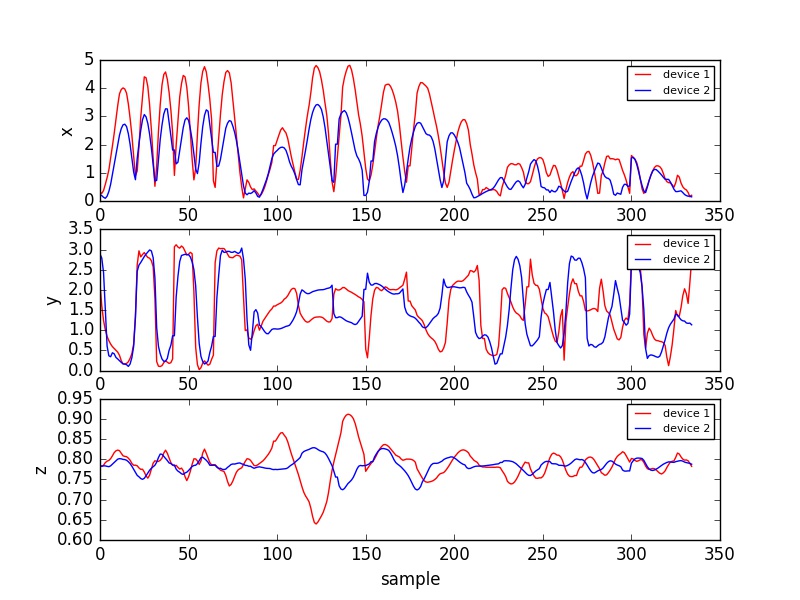 5
4
3
2
1
0
x
device 1
device 2
0 50 100 150 200 250 300 350
3.5
3.0
2.5
2.0
1.5
1.0
0.5
0.0
y
device 1
device 2
0 50 100 150 200 250 300 350
0.95
0.90
0.85
0.80
0.75
0.70
0.65
0.60
z
device 1
device 2
0 50 100 150 200 250 300 350
sample